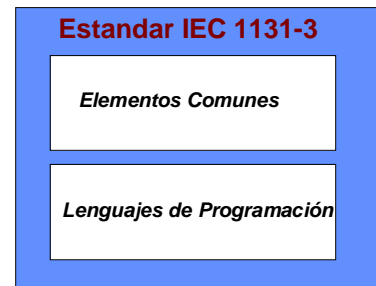 Estandar IEC 1131-3
Elementos Comunes
Lenguajes de Programación